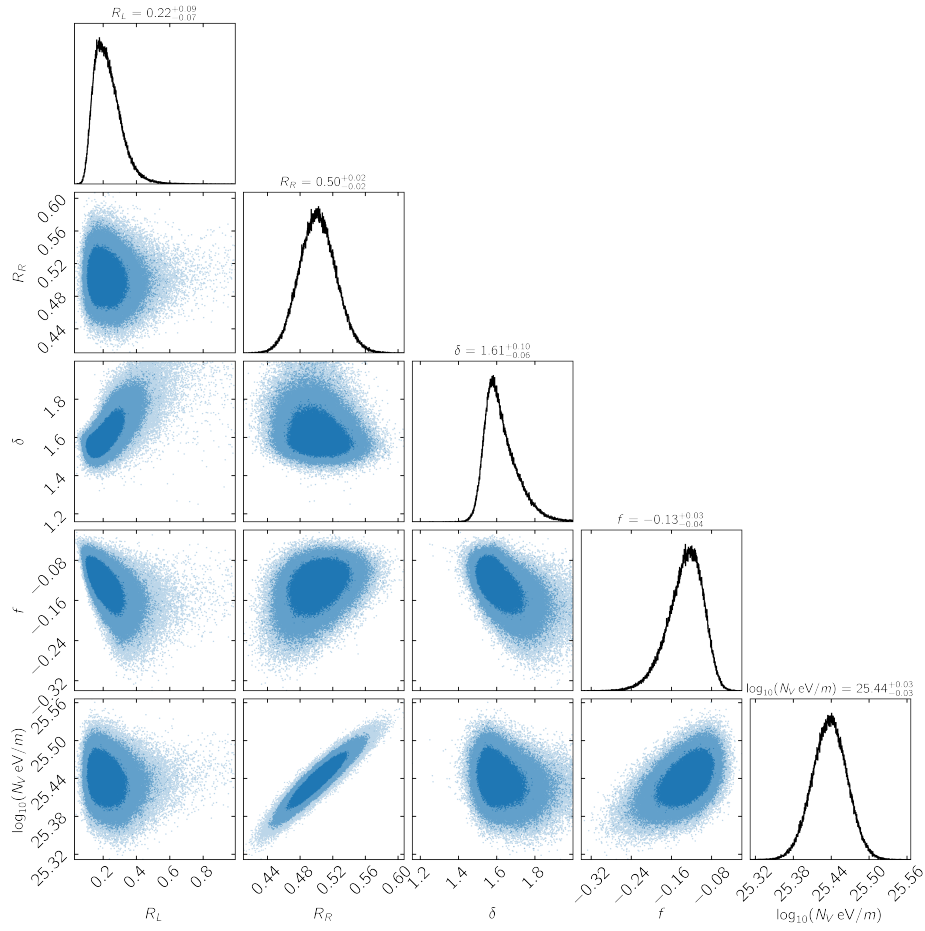 R_L = 0.22^{+0.09}_{−0.07}
R_R = 0.50^{+0.02}_{−0.02}
0.60
0.56
0.52
0.48
0.44
R_R
δ = 1.61^{+0.10}_{−0.06}
1.8
1.6
1.4
1.2
δ
f = −0.13^{+0.03}_{−0.04}
−0.08
−0.16
−0.24
−0.32
f
log₁₀(N_V eV/m) = 25.44^{+0.03}_{−0.03}
25.56
25.50
25.44
25.38
25.32
log₁₀(N_V eV/m)
0.2 0.4 0.6 0.8
0.44 0.48 0.52 0.56 0.60
1.2 1.4 1.6 1.8
−0.32 −0.24 −0.16 −0.08
25.32 25.38 25.44 25.50 25.56
R_L R_R δ f log₁₀(N_V eV/m)